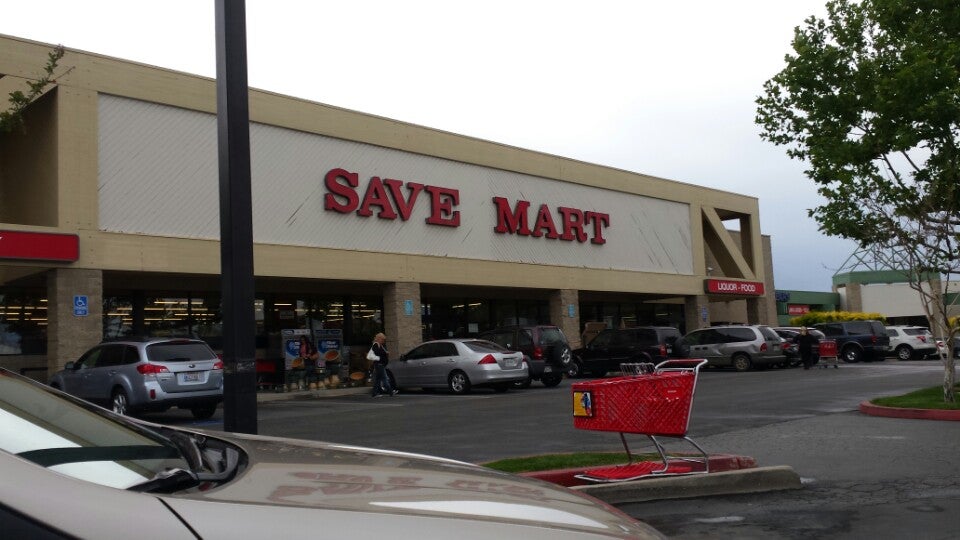 SAVE MART
LIQUOR - FOOD